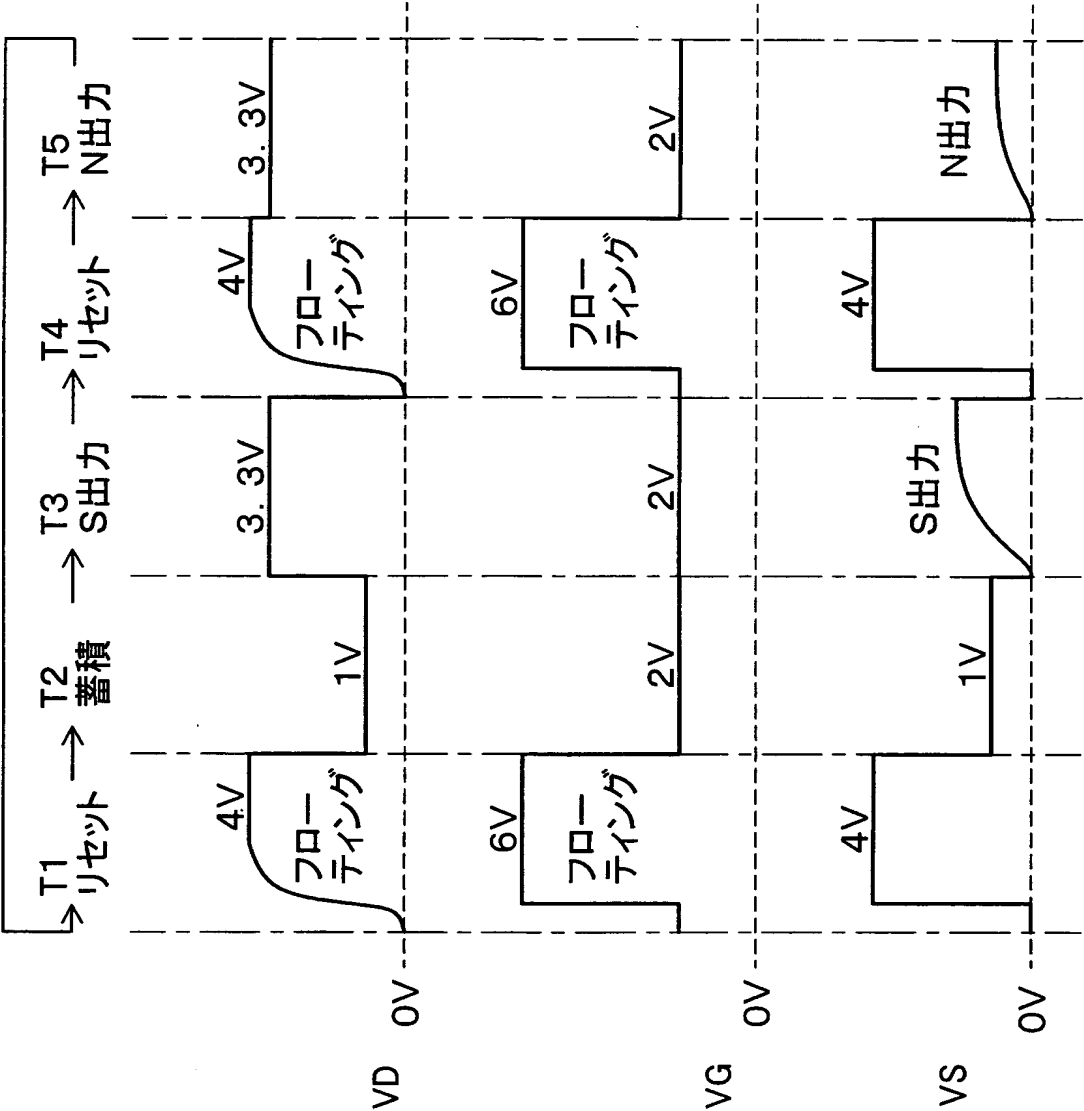 T1 → T2 → T3 → T4 → T5
リセット 蓄積 S出力 リセット N出力
VD
0V
4V
フロー
ティング
1V
3. 3V
4V
フロー
ティング
3. 3V
VG
0V
6V
フロー
ティング
2V
2V
6V
フロー
ティング
2V
VS
0V
4V
1V
S出力
4V
N出力